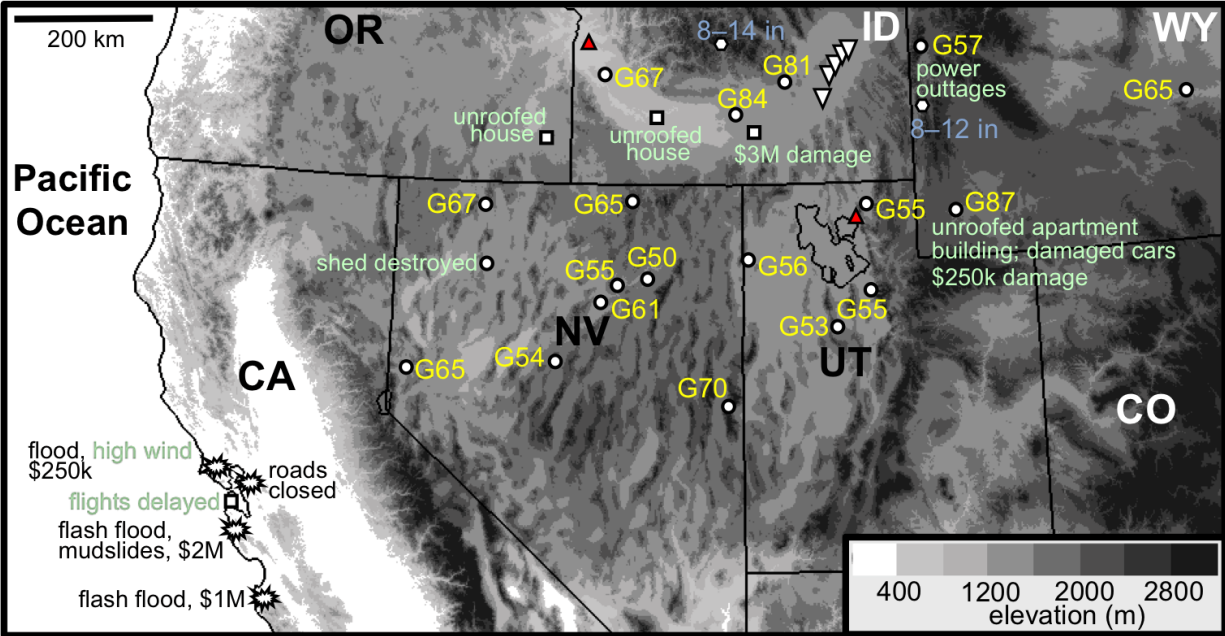 200 km
OR
8–14 in
ID
WY
G67
G81
G57
power
outtages
G65
G84
8–12 in
unroofed
house
unroofed
house
$3M damage
Pacific
Ocean
G67
G65
G55
G87
unroofed apartment
building; damaged cars
$250k damage
shed destroyed
G55
G50
G56
G61
G55
G53
NV
G54
UT
G65
CA
G70
CO
flood,
$250k
high wind
roads
closed
flights delayed
flash flood,
mudslides, $2M
flash flood, $1M
400 1200 2000 2800
elevation (m)